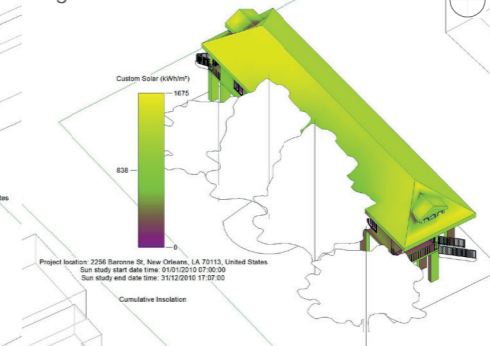 Custom Solar (kWh/m²)
1675
838
0
Project location: 2256 Baronne St, New Orleans, LA 70113, United States
Sun study start date time: 01/01/2010 07:00:00
Sun study end date time: 31/12/2010 17:07:00
Cumulative Insolation